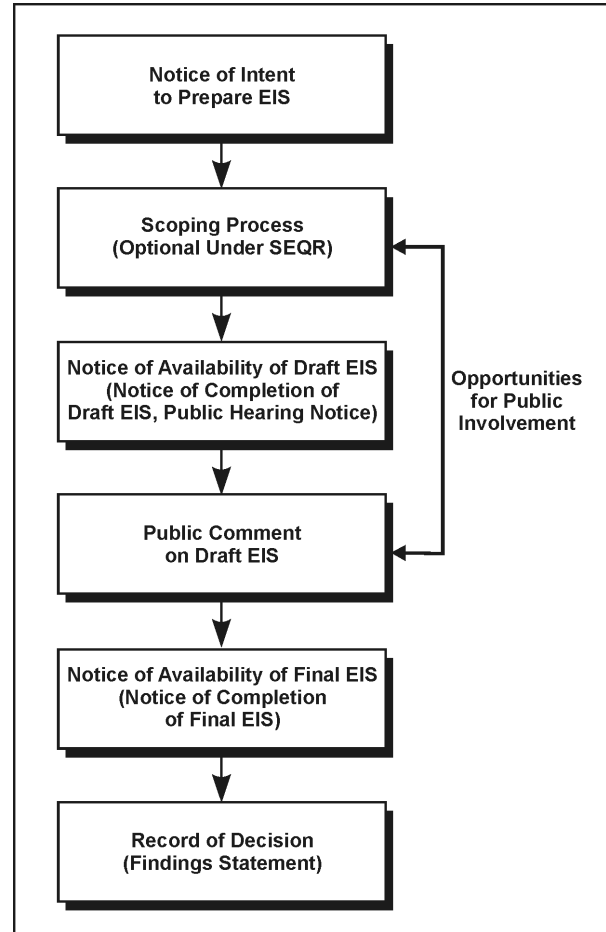 Notice of Intent
to Prepare EIS
Scoping Process
(Optional Under SEQR)
Notice of Availability of Draft EIS
(Notice of Completion of
Draft EIS, Public Hearing Notice)
Opportunities
for Public
Involvement
Public Comment
on Draft EIS
Notice of Availability of Final EIS
(Notice of Completion
of Final EIS)
Record of Decision
(Findings Statement)